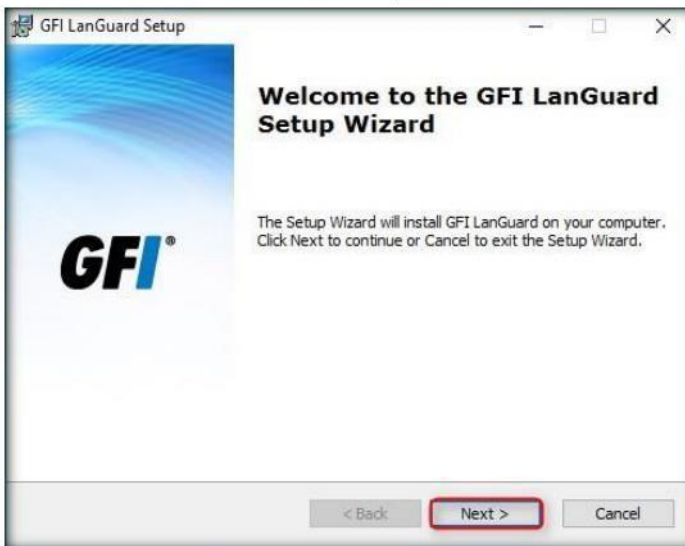 GFI LanGuard Setup
Welcome to the GFI LanGuard
Setup Wizard
The Setup Wizard will install GFI LanGuard on your computer.
Click Next to continue or Cancel to exit the Setup Wizard.
GFI®
< Back
Next >
Cancel